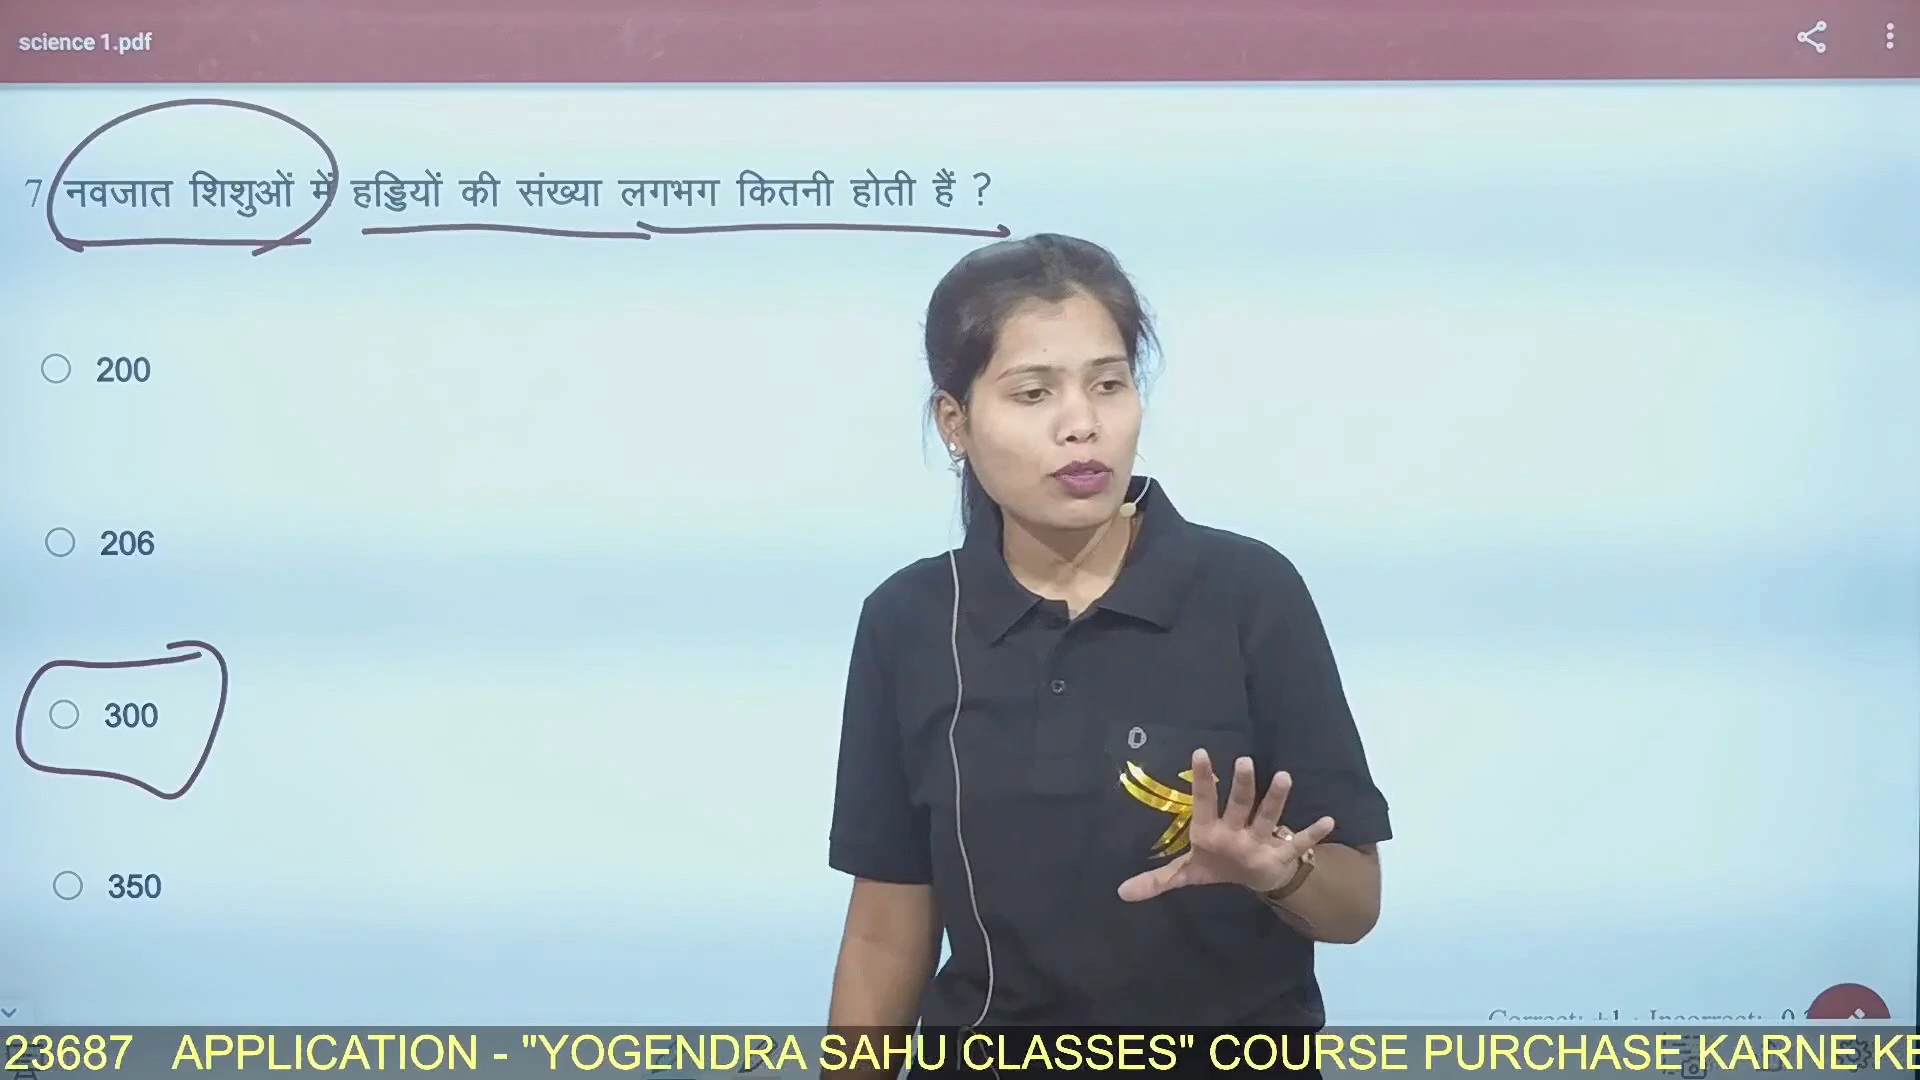 science 1.pdf
7 नवजात शिशुओं में हड्डियों की संख्या लगभग कितनी होती हैं ?
200
206
300
350
23687 APPLICATION - "YOGENDRA SAHU CLASSES" COURSE PURCHASE KARNE KE